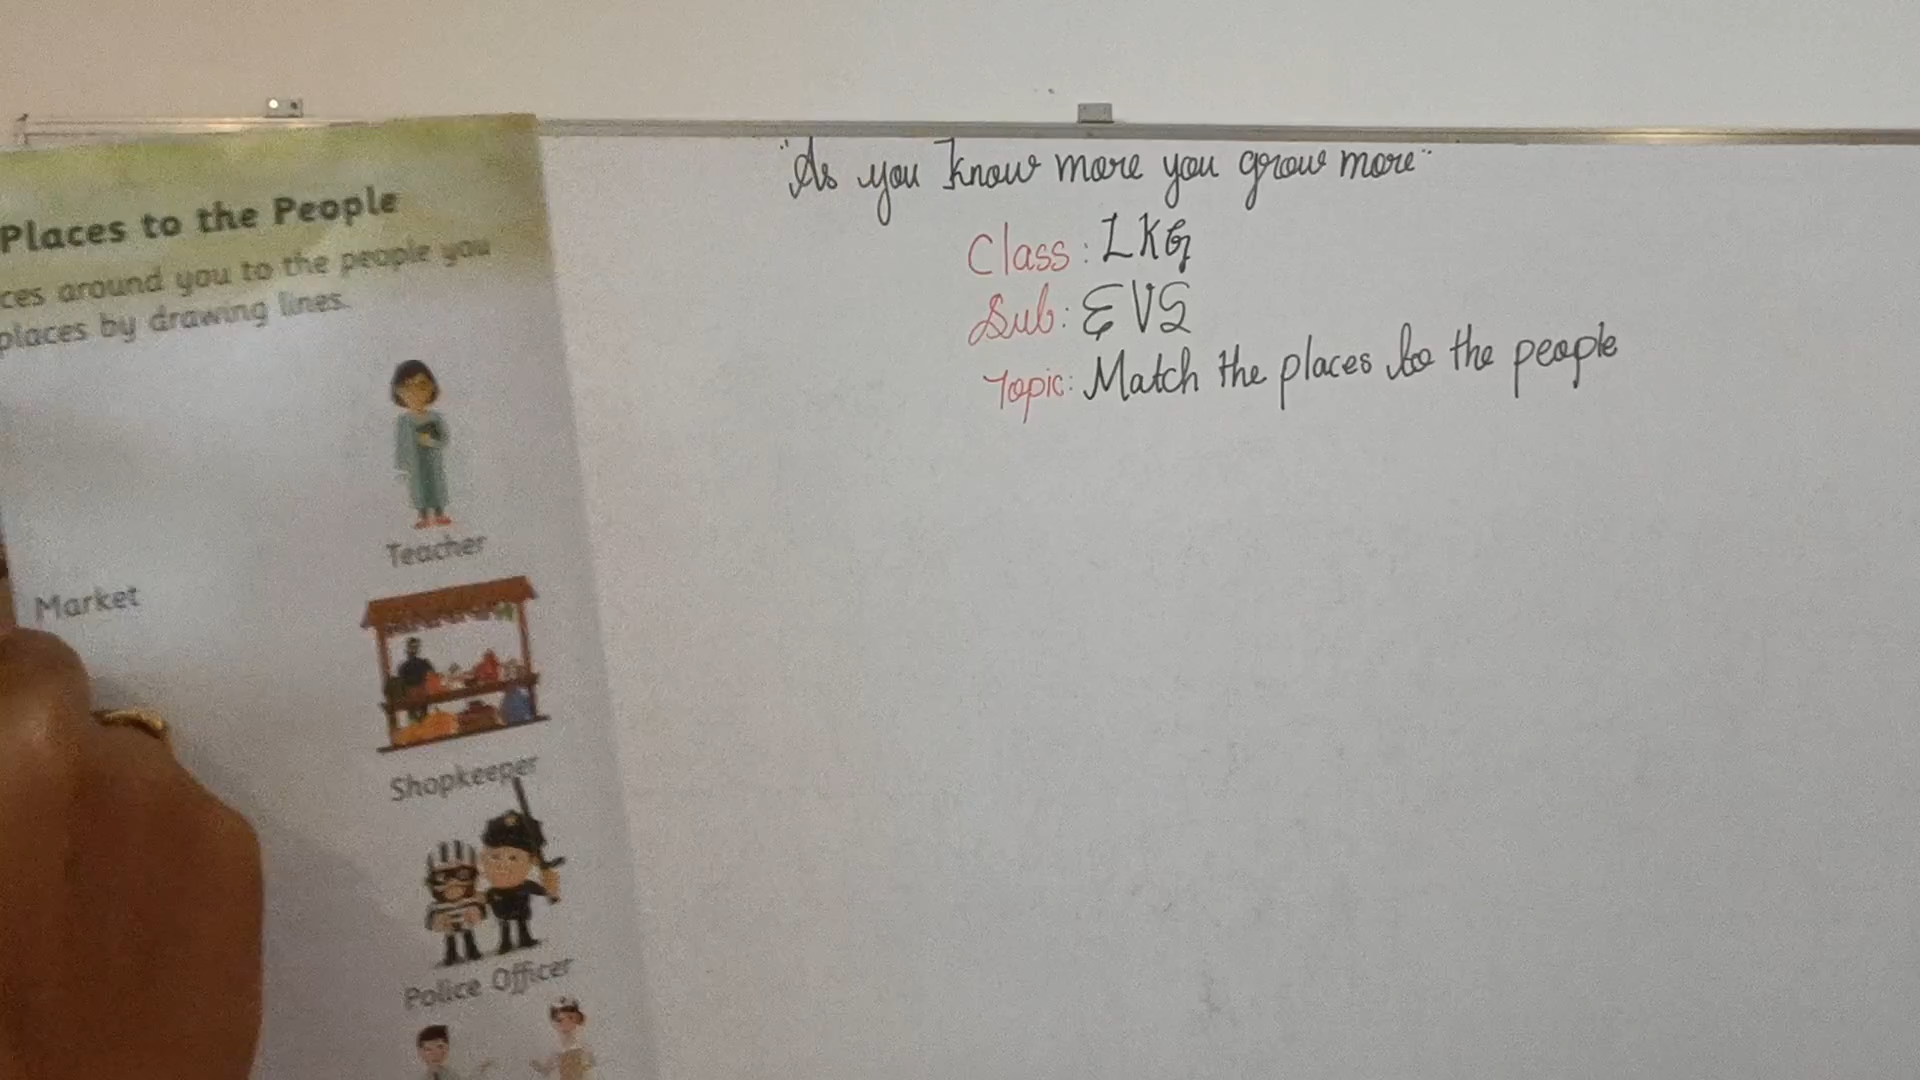 Places to the People
ces around you to the people you
places by drawing lines.
Teacher
Market
Shopkeeper
Police Officer
"As you know more you grow more"
Class: LKG
Sub: EVS
Topic: Match the places to the people